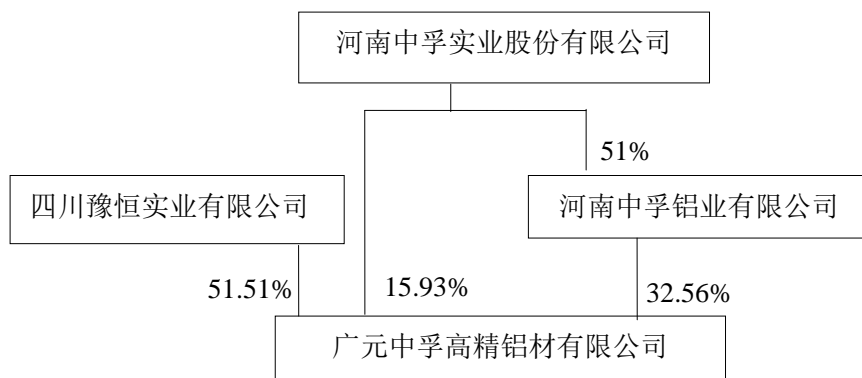 河南中孚实业股份有限公司
51%
四川豫恒实业有限公司
河南中孚铝业有限公司
51.51%
15.93%
32.56%
广元中孚高精铝材有限公司